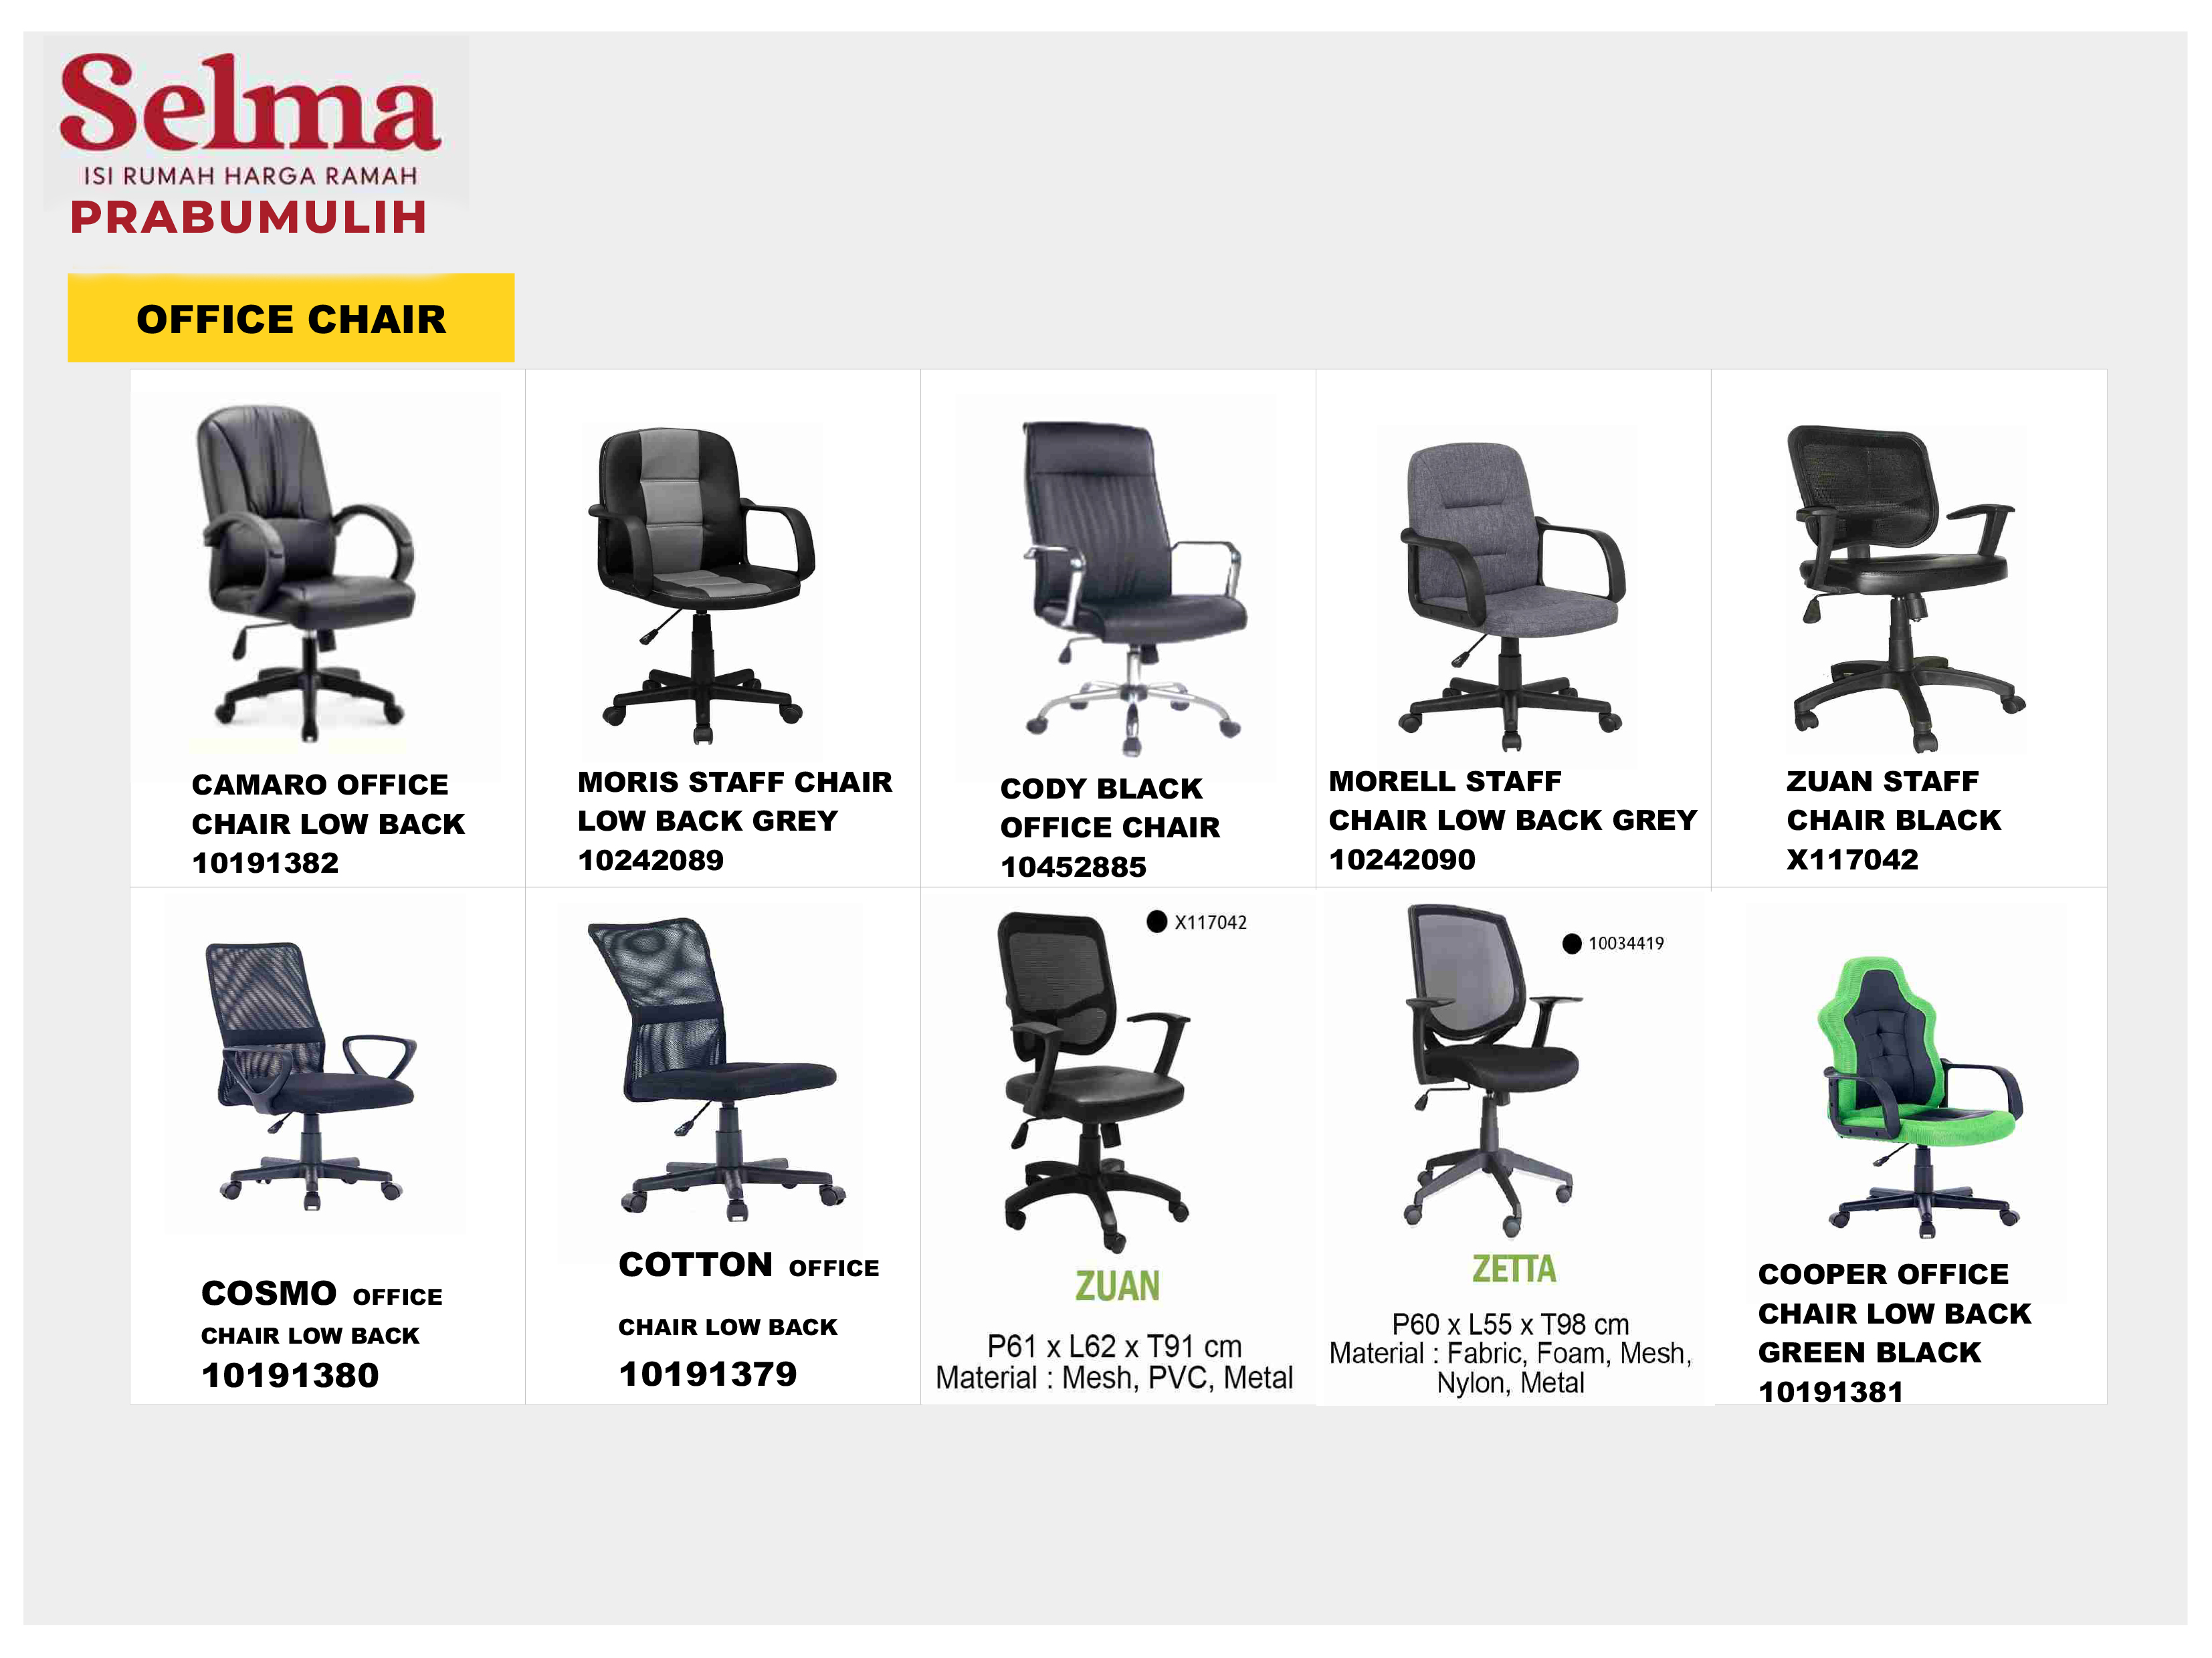 Selma
ISI RUMAH HARGA RAMAH
PRABUMULIH
OFFICE CHAIR
CAMARO OFFICE
CHAIR LOW BACK
10191382
MORIS STAFF CHAIR
LOW BACK GREY
10242089
CODY BLACK
OFFICE CHAIR
10452885
MORELL STAFF
CHAIR LOW BACK GREY
10242090
ZUAN STAFF
CHAIR BLACK
X117042
COSMO OFFICE
CHAIR LOW BACK
10191380
COTTON OFFICE
CHAIR LOW BACK
10191379
X117042
ZUAN
P61 x L62 x T91 cm
Material : Mesh, PVC, Metal
10034419
ZETTA
P60 x L55 x T98 cm
Material : Fabric, Foam, Mesh,
Nylon, Metal
COOPER OFFICE
CHAIR LOW BACK
GREEN BLACK
10191381